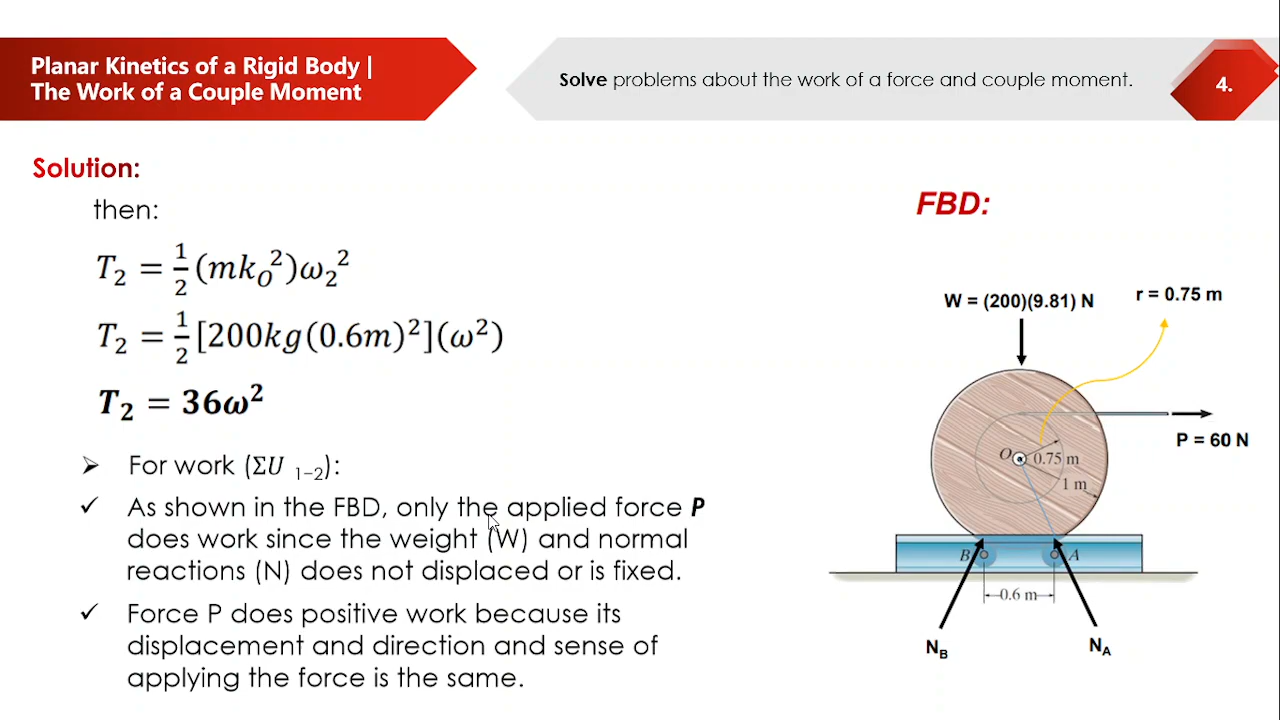 Planar Kinetics of a Rigid Body |
The Work of a Couple Moment
Solve problems about the work of a force and couple moment.
4.
Solution:
then:
T₂ = 1/2 (mk_O²)ω₂²
T₂ = 1/2 [200kg(0.6m)²](ω²)
T₂ = 36ω²
➢ For work (ΣU ₁₋₂):
✓ As shown in the FBD, only the applied force P
does work since the weight (W) and normal
reactions (N) does not displaced or is fixed.
✓ Force P does positive work because its
displacement and direction and sense of
applying the force is the same.
FBD:
W = (200)(9.81) N
r = 0.75 m
P = 60 N
O
0.75 m
1 m
B
A
0.6 m
N_B
N_A